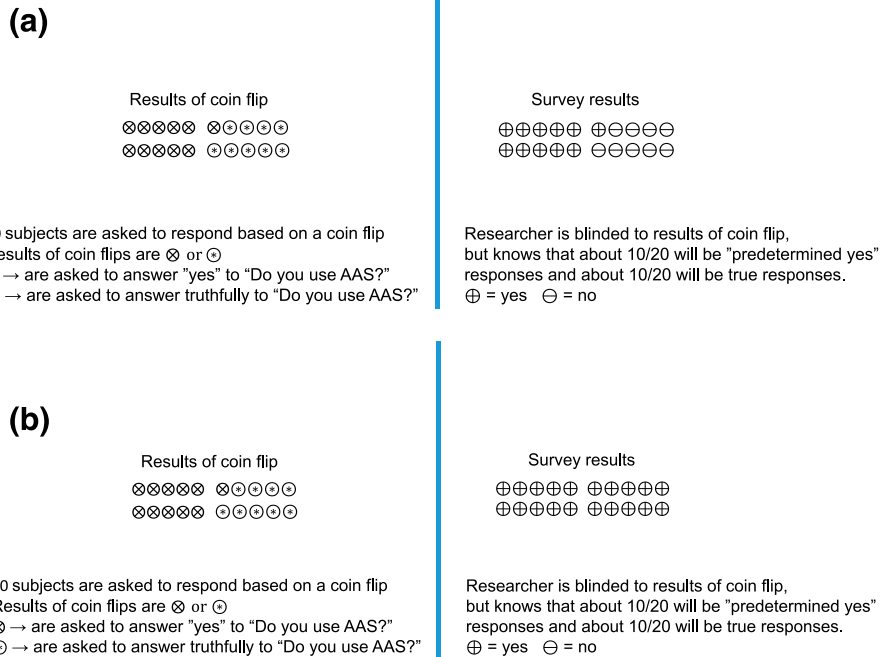 (a)
Results of coin flip
⊗⊗⊗⊗⊗ ⊗⊛⊛⊛⊛
⊗⊗⊗⊗⊗ ⊛⊛⊛⊛⊛
subjects are asked to respond based on a coin flip
esults of coin flips are ⊗ or ⊛
→ are asked to answer ”yes” to “Do you use AAS?”
→ are asked to answer truthfully to “Do you use AAS?”
Survey results
⊕⊕⊕⊕⊕ ⊕⊖⊖⊖⊖
⊕⊕⊕⊕⊕ ⊖⊖⊖⊖⊖
Researcher is blinded to results of coin flip,
but knows that about 10/20 will be ”predetermined yes”
responses and about 10/20 will be true responses.
⊕ = yes ⊖ = no
(b)
Results of coin flip
⊗⊗⊗⊗⊗ ⊗⊛⊛⊛⊛
⊗⊗⊗⊗⊗ ⊛⊛⊛⊛⊛
0 subjects are asked to respond based on a coin flip
Results of coin flips are ⊗ or ⊛
⊗ → are asked to answer ”yes” to “Do you use AAS?”
⊛ → are asked to answer truthfully to “Do you use AAS?”
Survey results
⊕⊕⊕⊕⊕ ⊕⊕⊕⊕⊕
⊕⊕⊕⊕⊕ ⊕⊕⊕⊕⊕
Researcher is blinded to results of coin flip,
but knows that about 10/20 will be ”predetermined yes”
responses and about 10/20 will be true responses.
⊕ = yes ⊖ = no